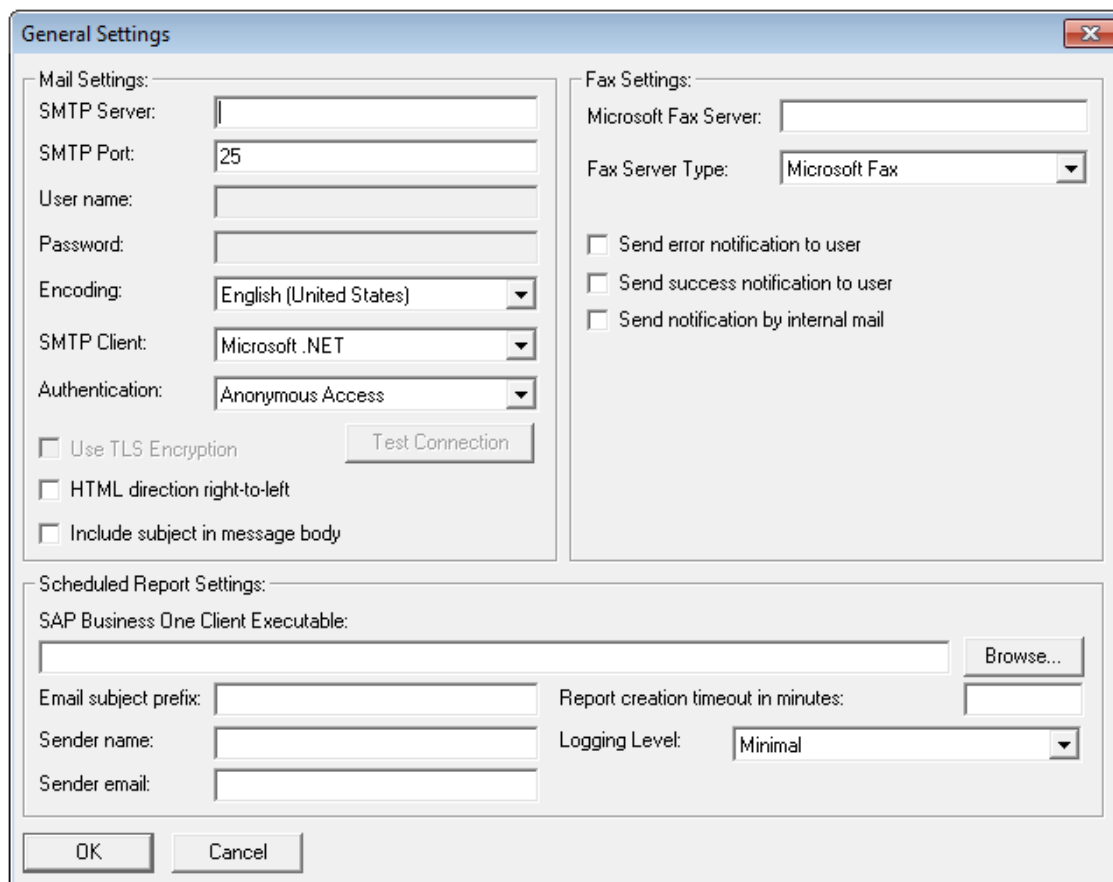 General Settings
Mail Settings:
SMTP Server:
SMTP Port: 25
User name:
Password:
Encoding: English (United States)
SMTP Client: Microsoft .NET
Authentication: Anonymous Access
Use TLS Encryption Test Connection
HTML direction right-to-left
Include subject in message body
Fax Settings:
Microsoft Fax Server:
Fax Server Type: Microsoft Fax
Send error notification to user
Send success notification to user
Send notification by internal mail
Scheduled Report Settings:
SAP Business One Client Executable:
Browse...
Email subject prefix: Report creation timeout in minutes:
Sender name: Logging Level: Minimal
Sender email:
OK Cancel